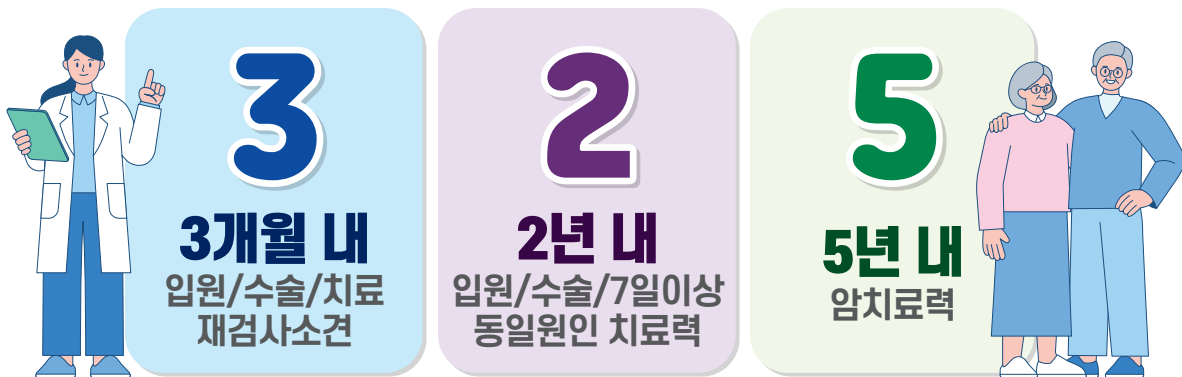 3
3개월 내
입원/수술/치료
재검사소견
2
2년 내
입원/수술/7일이상
동일원인 치료력
5
5년 내
암치료력